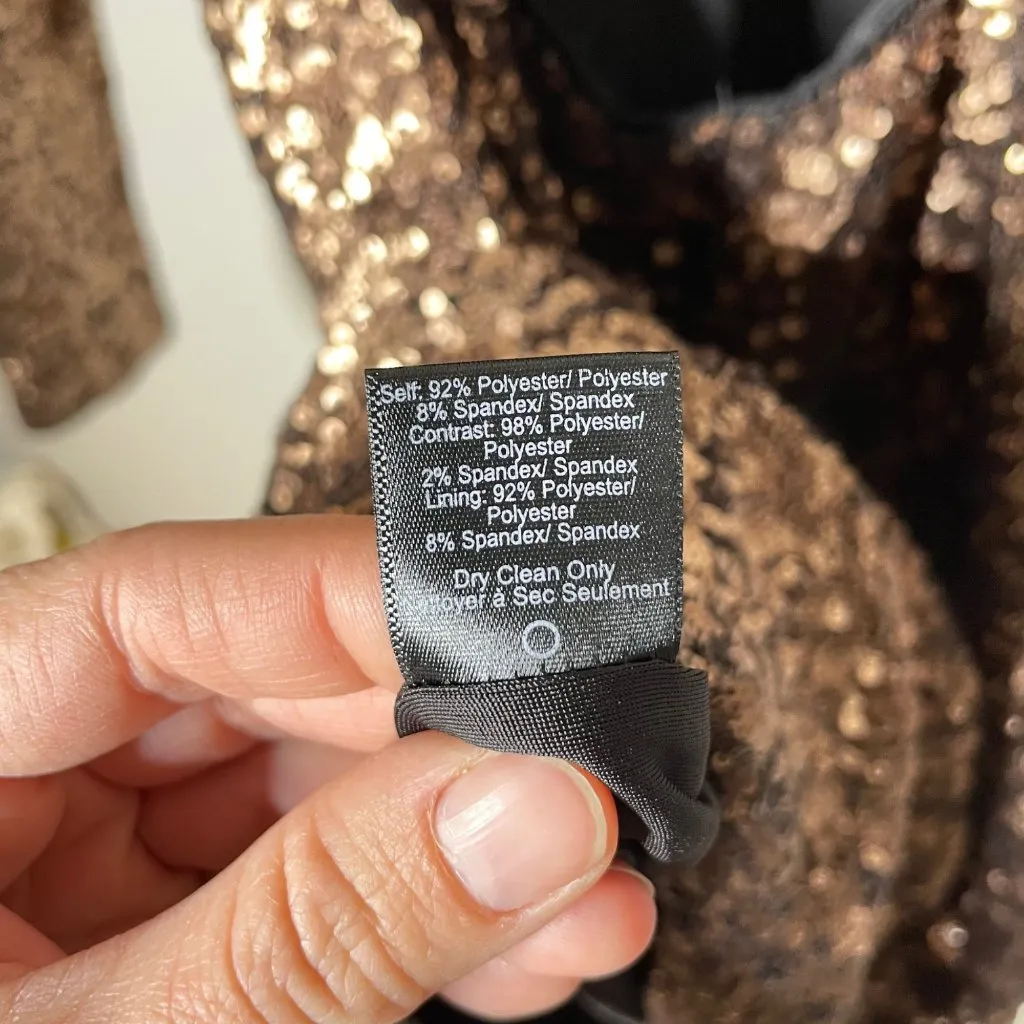 Self: 92% Polyester/ Polyester
8% Spandex/ Spandex
Contrast: 98% Polyester/
Polyester
2% Spandex/ Spandex
Lining: 92% Polyester/
Polyester
8% Spandex/ Spandex
Dry Clean Only
à Sec Seulement